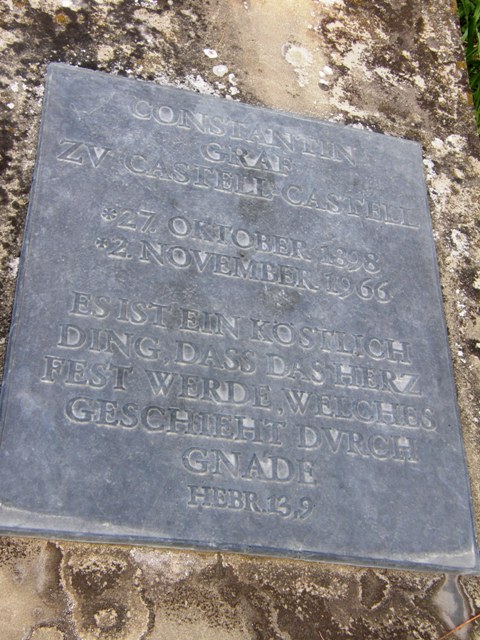 CONSTANTIN
GRAF
ZV CASTELL-CASTELL
*27. OKTOBER 1898
*2. NOVEMBER 1966
ES IST EIN KÖSTLICH
DING, DASS DAS HERZ
FEST WERDE, WELCHES
GESCHIEHT DVRCH
GNADE
HEBR.13,9